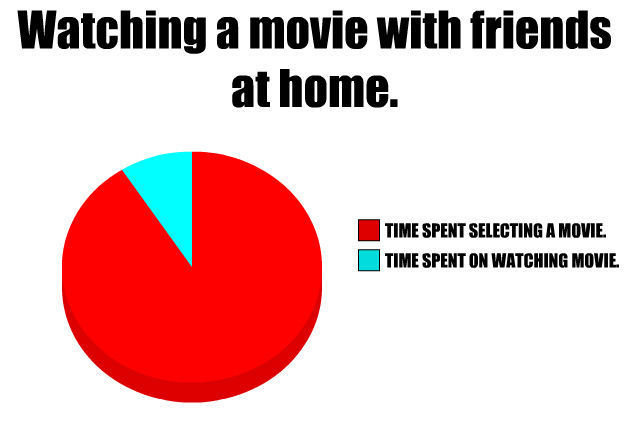 Watching a movie with friends
at home.
TIME SPENT SELECTING A MOVIE.
TIME SPENT ON WATCHING MOVIE.